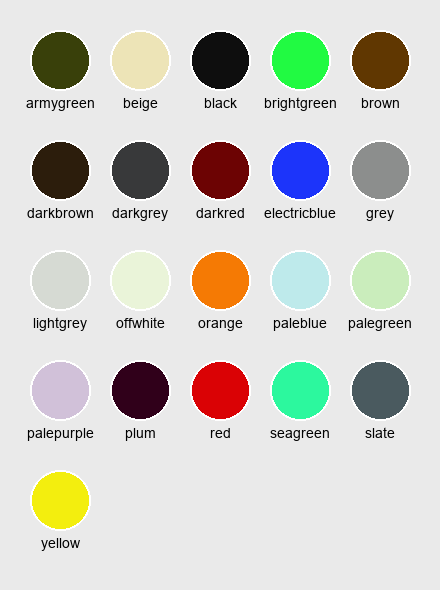 armygreen beige black brightgreen brown
darkbrown darkgrey darkred electricblue grey
lightgrey offwhite orange paleblue palegreen
palepurple plum red seagreen slate
yellow